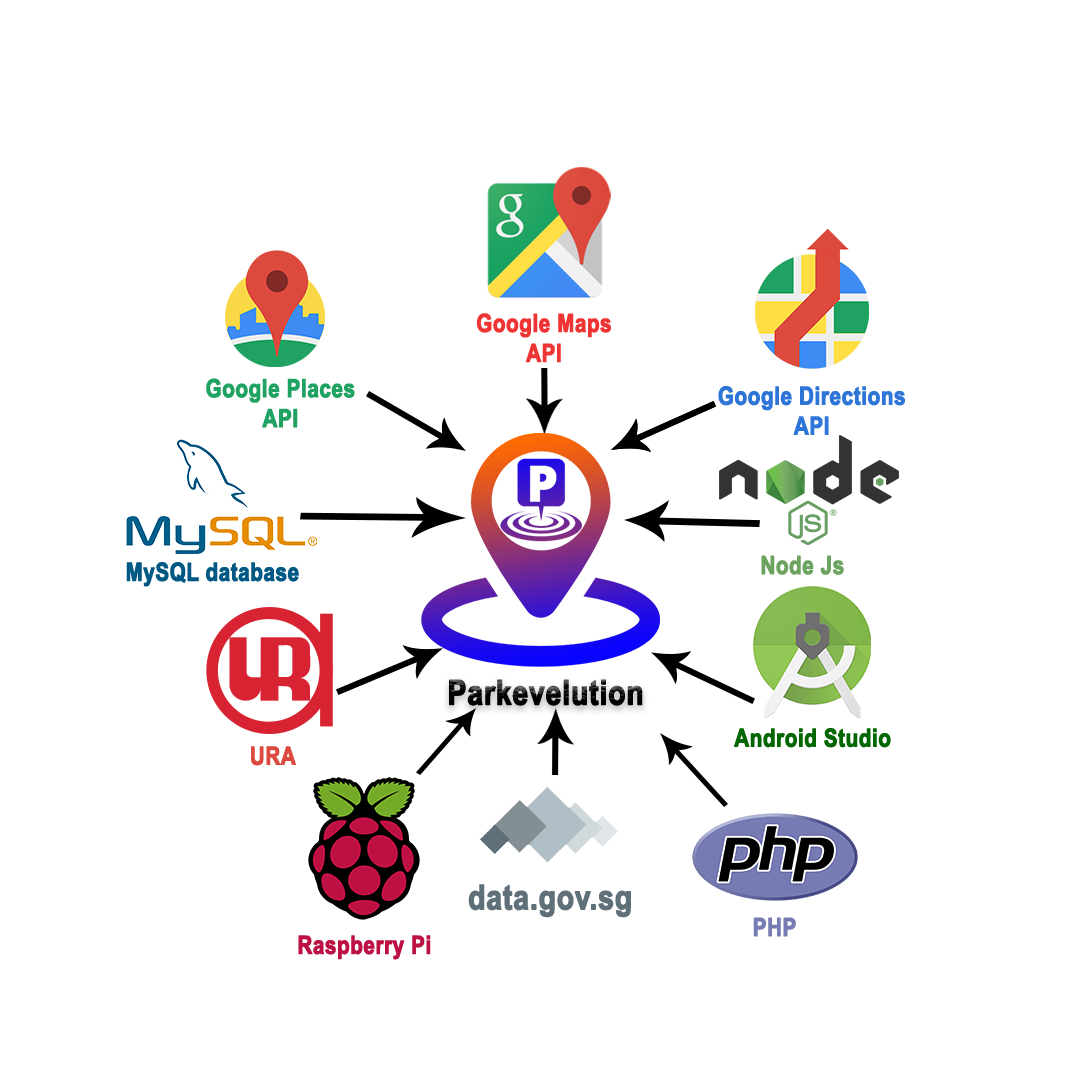 g
Google Maps
API
Google Places
API
Google Directions
API
P
MySQL®
MySQL database
node
JS®
Node Js
UR
URA
Parkevelution
Android Studio
Raspberry Pi
data.gov.sg
php
PHP